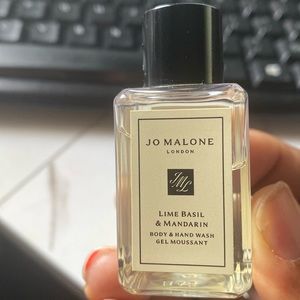 JO MALONE
LONDON
JML
LIME BASIL
& MANDARIN
BODY & HAND WASH
GEL MOUSSANT